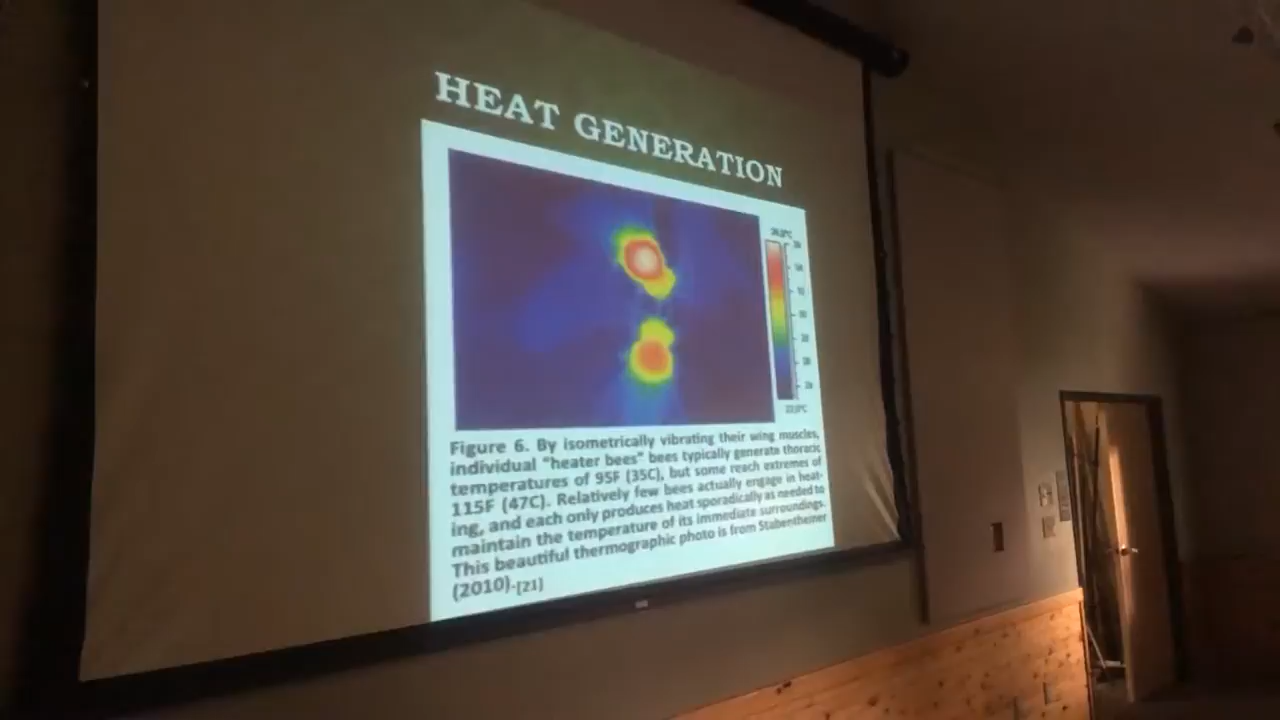 HEAT GENERATION
Figure 6. By isometrically vibrating their wing muscles,
individual "heater bees" bees typically generate thoracic
temperatures of 95F (35C), but some reach extremes of
115F (47C). Relatively few bees actually engage in heat-
ing, and each only produces heat sporadically as needed to
maintain the temperature of its immediate surroundings.
This beautiful thermographic photo is from Stabentheiner
(2010)-[21]